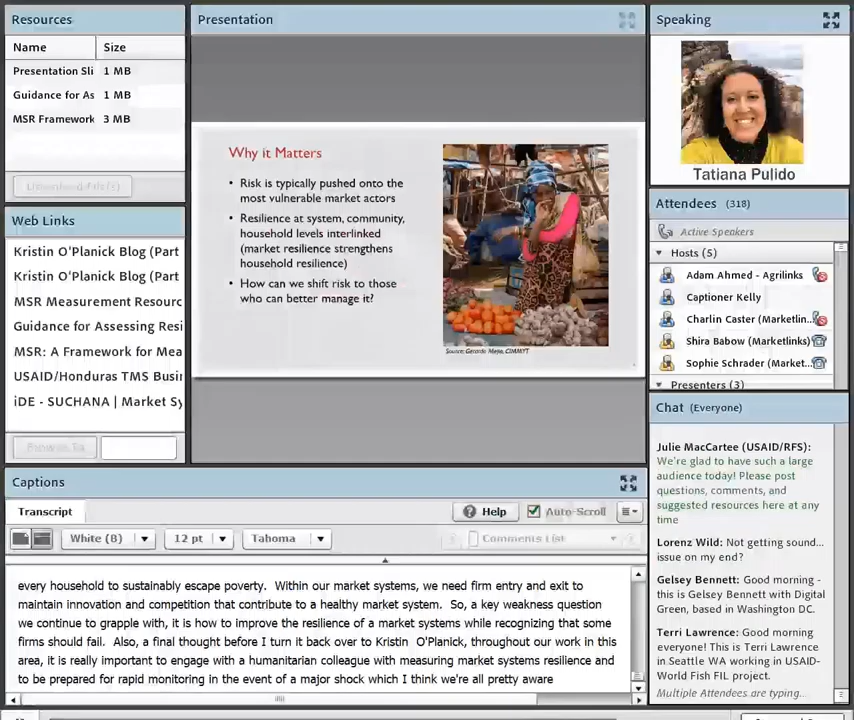 Resources
Name Size
Presentation Sli 1 MB
Guidance for As 1 MB
MSR Framework 3 MB
Download File(s)
Web Links
Kristin O'Planick Blog (Part
Kristin O'Planick Blog (Part
MSR Measurement Resourc
Guidance for Assessing Resi
MSR: A Framework for Mea
USAID/Honduras TMS Busin
iDE - SUCHANA | Market Sy
Browse To
Presentation
Why it Matters
• Risk is typically pushed onto the
most vulnerable market actors
• Resilience at system, community,
household levels interlinked
(market resilience strengthens
household resilience)
• How can we shift risk to those
who can better manage it?
Source: Gerardo Mejia, CIMMYT
Captions
Transcript
Help
Auto-Scroll
White (8)
12 pt
Tahoma
Comments List
every household to sustainably escape poverty. Within our market systems, we need firm entry and exit to
maintain innovation and competition that contribute to a healthy market system. So, a key weakness question
we continue to grapple with, it is how to improve the resilience of a market systems while recognizing that some
firms should fail. Also, a final thought before I turn it back over to Kristin O'Planick, throughout our work in this
area, it is really important to engage with a humanitarian colleague with measuring market systems resilience and
to be prepared for rapid monitoring in the event of a major shock which I think we're all pretty aware
Speaking
Tatiana Pulido
Attendees (318)
Active Speakers
Hosts (5)
Adam Ahmed - Agrilinks
Captioner Kelly
Charlin Caster (Marketlin...
Shira Babow (Marketlinks)
Sophie Schrader (Market...
Presenters (3)
Chat (Everyone)
Julie MacCartee (USAID/RFS):
We're glad to have such a large
audience today! Please post
questions, comments, and
suggested resources here at any
time
Lorenz Wild: Not getting sound...
issue on my end?
Gelsey Bennett: Good morning -
this is Gelsey Bennett with Digital
Green, based in Washington DC.
Terri Lawrence: Good morning
everyone! This is Terri Lawrence
in Seattle WA working in USAID-
World Fish FIL project.
Multiple Attendees are typing...